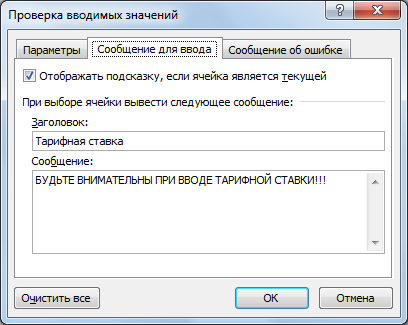 Проверка вводимых значений
Параметры
Сообщение для ввода
Сообщение об ошибке
Отображать подсказку, если ячейка является текущей
При выборе ячейки вывести следующее сообщение:
Заголовок:
Тарифная ставка
Сообщение:
БУДЬТЕ ВНИМАТЕЛЬНЫ ПРИ ВВОДЕ ТАРИФНОЙ СТАВКИ!!!
Очистить все
ОК
Отмена